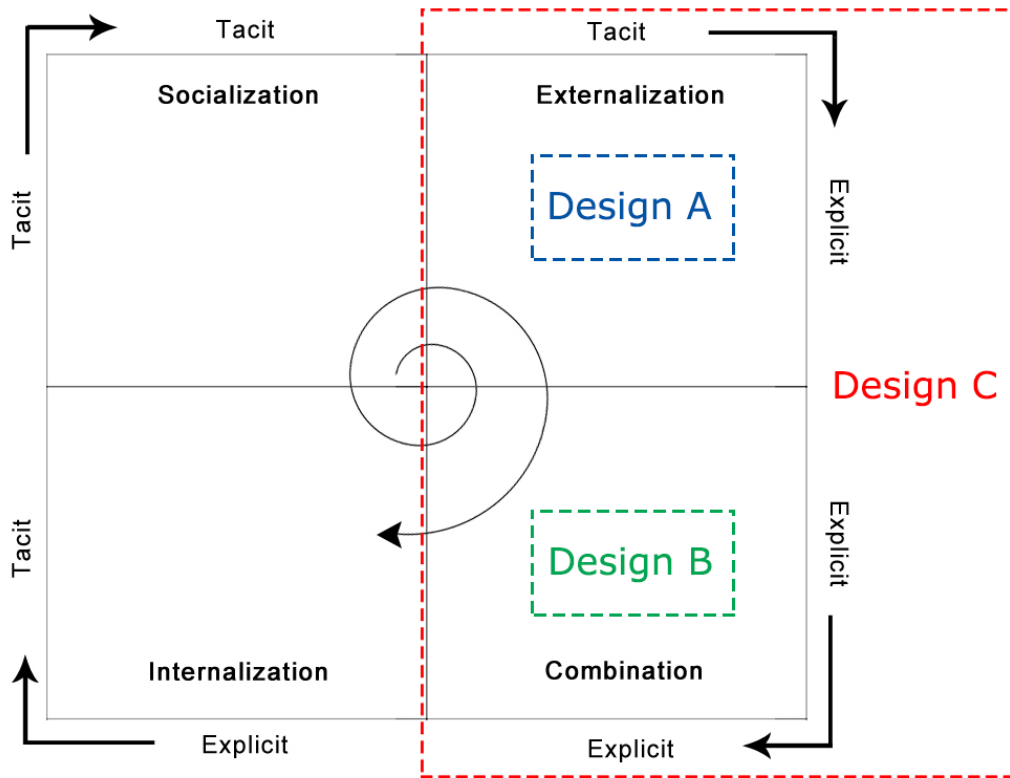 Tacit
Tacit
Socialization
Externalization
Design A
Tacit
Explicit
Design C
Tacit
Explicit
Design B
Internalization
Combination
Explicit
Explicit